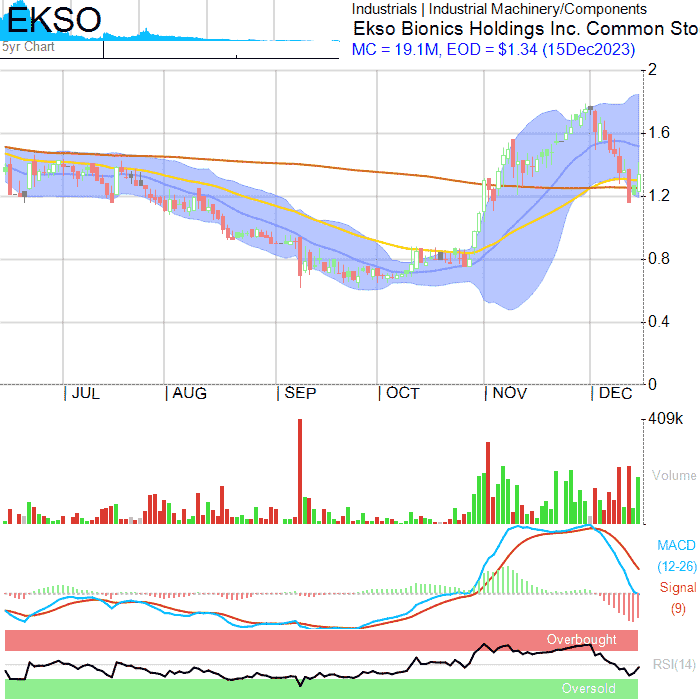 EKSO
5yr Chart
Industrials | Industrial Machinery/Components
Ekso Bionics Holdings Inc. Common Sto
MC = 19.1M, EOD = $1.34 (15Dec2023)
2
1.6
1.2
0.8
0.4
0
JUL AUG SEP OCT NOV DEC
409k
Volume
MACD
(12-26)
Signal
(9)
Overbought
RSI(14)
Oversold